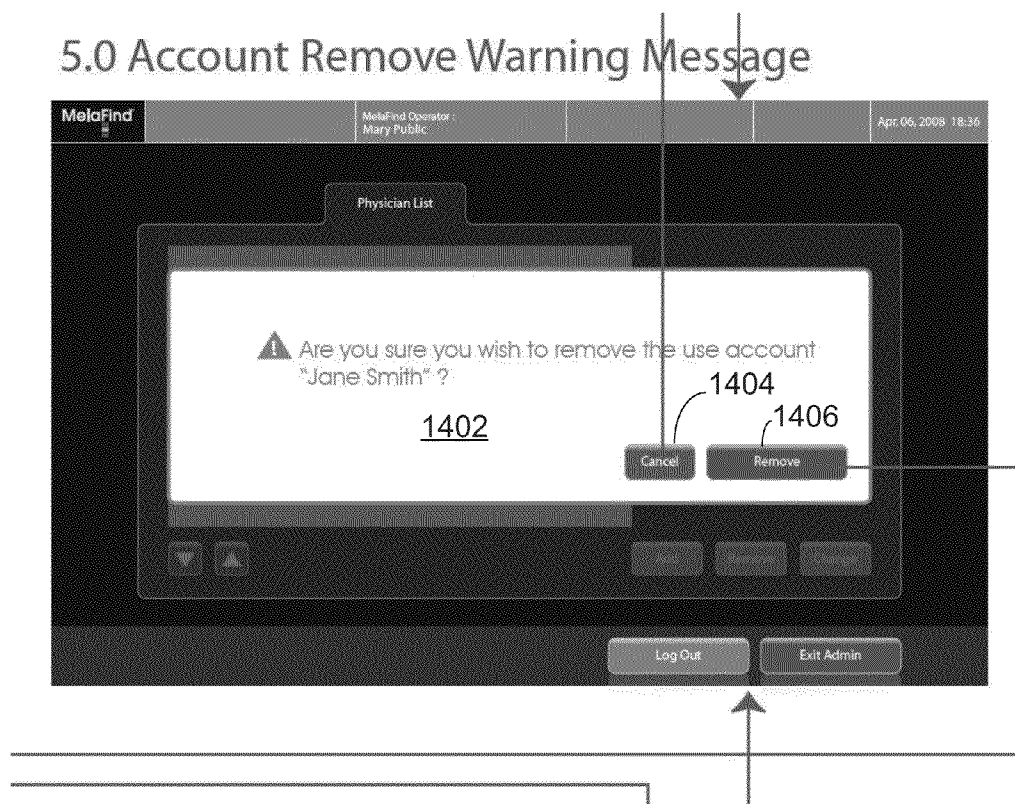 5.0 Account Remove Warning Message
MelaFind
MelaFind Operator :
Mary Public
Apr. 06, 2008 18:36
Physician List
Are you sure you wish to remove the use account
"Jane Smith" ?
1404
1402
1406
Cancel
Remove
Add
Log Out
Exit Admin